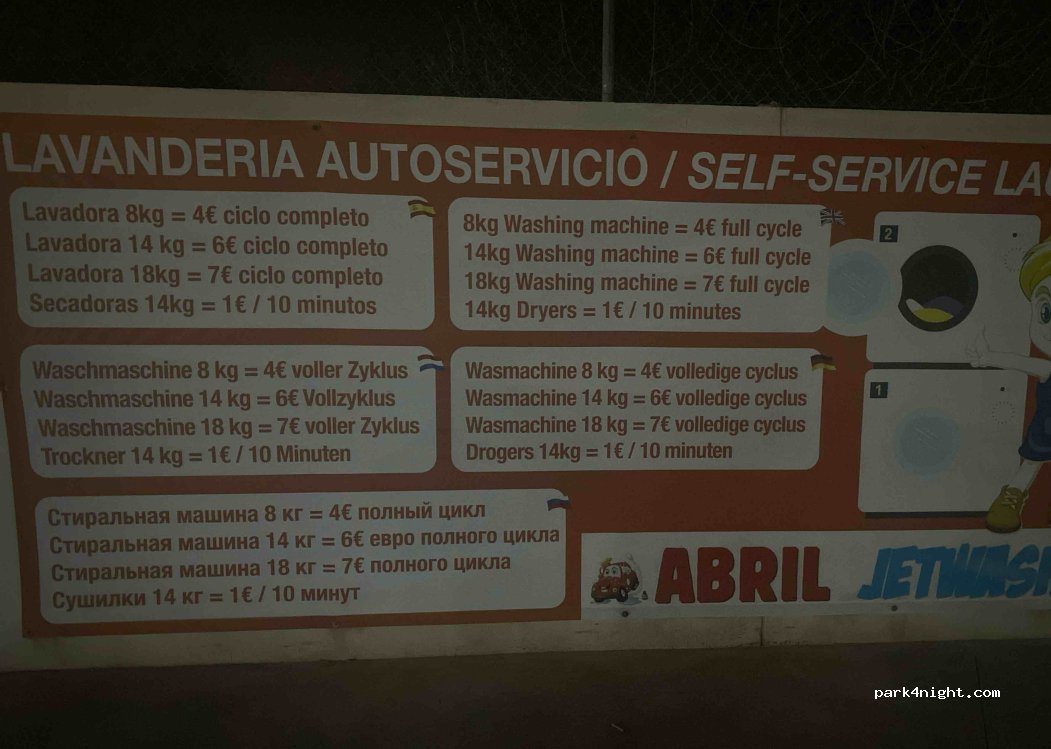 LAVANDERIA AUTOSERVICIO / SELF-SERVICE
Lavadora 8kg = 4€ ciclo completo
Lavadora 14 kg = 6€ ciclo completo
Lavadora 18kg = 7€ ciclo completo
Secadoras 14kg = 1€ / 10 minutos
8kg Washing machine = 4€ full cycle
14kg Washing machine = 6€ full cycle
18kg Washing machine = 7€ full cycle
14kg Dryers = 1€ / 10 minutes
2
Waschmaschine 8 kg = 4€ voller Zyklus
Waschmaschine 14 kg = 6€ Vollzyklus
Waschmaschine 18 kg = 7€ voller Zyklus
Trockner 14 kg = 1€ / 10 Minuten
Wasmachine 8 kg = 4€ volledige cyclus
Wasmachine 14 kg = 6€ volledige cyclus
Wasmachine 18 kg = 7€ volledige cyclus
Drogers 14kg = 1€ / 10 minuten
1
Стиральная машина 8 кг = 4€ полный цикл
Стиральная машина 14 кг = 6€ евро полного цикла
Стиральная машина 18 кг = 7€ полного цикла
Сушилки 14 кг = 1€ / 10 минут
ABRIL JETWASH
park4night.com